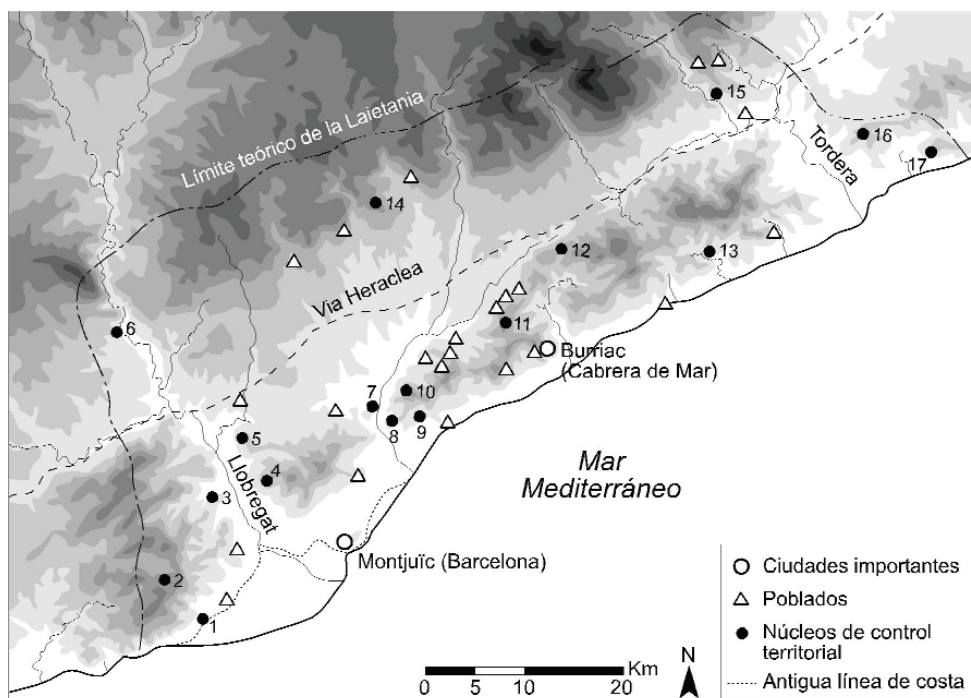 Límite teórico de la Laietania
15
16
Tordera
17
14
Via Heraclea
12
13
6
11
Burriac
(Cabrera de Mar)
7
10
8
9
5
4
Llobregat
3
Mar
Mediterráneo
Montjuïc (Barcelona)
2
1
Ciudades importantes
Poblados
Núcleos de control
territorial
Antigua línea de costa
Km
0 5 10 20
N